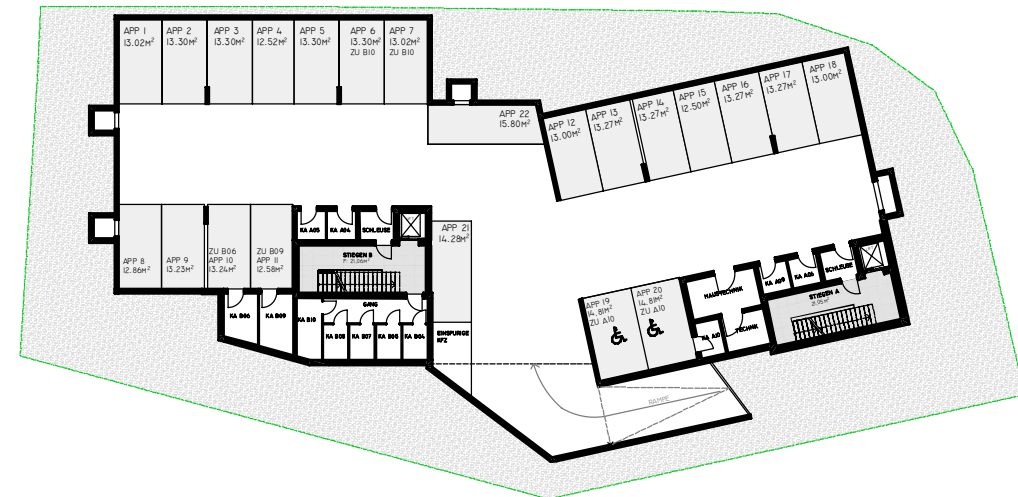 APP 1
13.02M²
APP 2
13.30M²
APP 3
13.30M²
APP 4
12.52M²
APP 5
13.30M²
APP 6
13.30M²
ZU B10
APP 7
13.02M²
ZU B10
APP 22
15.80M²
APP 12
13.00M²
APP 13
13.27M²
APP 14
13.27M²
APP 15
12.50M²
APP 16
13.27M²
APP 17
13.27M²
APP 18
13.00M²
APP 8
12.86M²
APP 9
13.23M²
ZU B06
APP 10
13.24M²
ZU B09
APP 11
12.58M²
KA A05
KA A04
SCHLEUSE
STIEGEN B
APP 21
14.28M²
KA B06
KA B09
KA B10
GANG
KA B08
KA B07
KA B05
KA B04
EINSPURIGE
KFZ
APP 19
14.81M²
ZU A10
APP 20
14.81M²
ZU A10
HAUSTECHNIK
KA A10
TECHNIK
KA A09
KA A06
SCHLEUSE
STIEGEN A
RAMPE